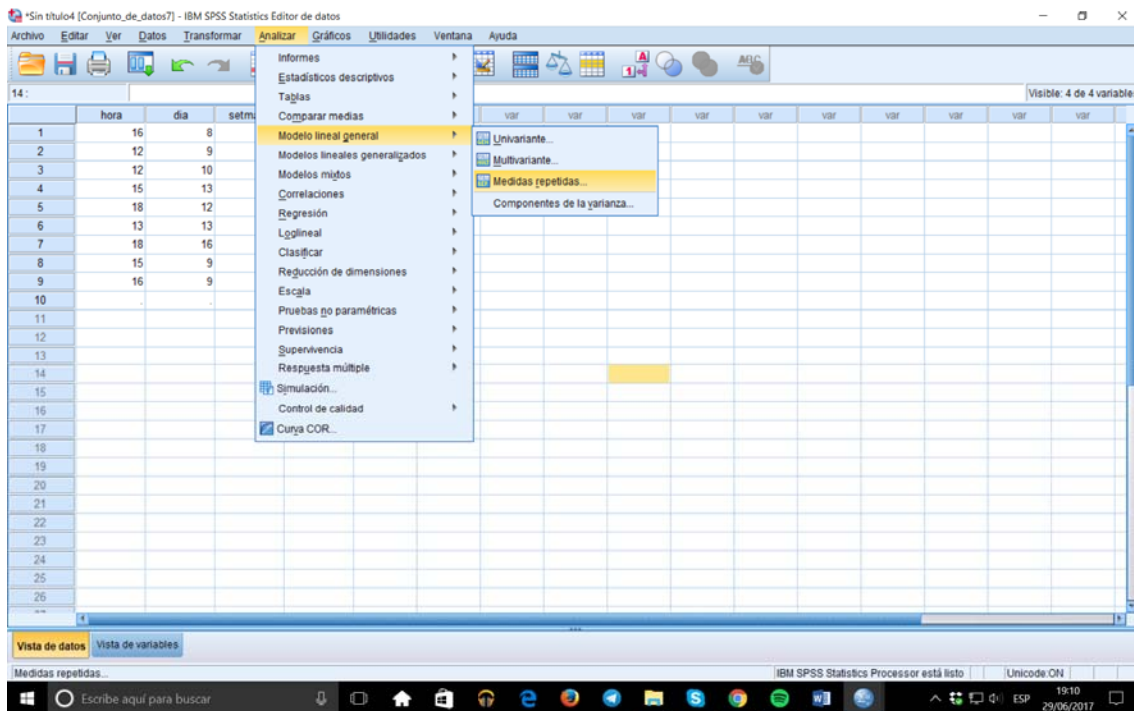 *Sin título4 [Conjunto_de_datos7] - IBM SPSS Statistics Editor de datos
Archivo Editar Ver Datos Transformar Analizar Gráficos Utilidades Ventana Ayuda
14 :
Visible: 4 de 4 variable
hora dia setm var var var var var var var var var var
1 16 8
2 12 9
3 12 10
4 15 13
5 18 12
6 13 13
7 18 16
8 15 9
9 16 9
10 . .
11
12
13
14
15
16
17
18
19
20
21
22
23
24
25
26
Informes
Estadísticos descriptivos
Tablas
Comparar medias
Modelo lineal general
Modelos lineales generalizados
Modelos mixtos
Correlaciones
Regresión
Loglineal
Clasificar
Reducción de dimensiones
Escala
Pruebas no paramétricas
Previsiones
Supervivencia
Respuesta múltiple
Simulación...
Control de calidad
Curva COR...
Univariante...
Multivariante...
Medidas repetidas...
Componentes de la varianza...
Vista de datos Vista de variables
Medidas repetidas...
IBM SPSS Statistics Processor está listo
Unicode:ON
Escribe aquí para buscar
ESP
19:10
29/06/2017